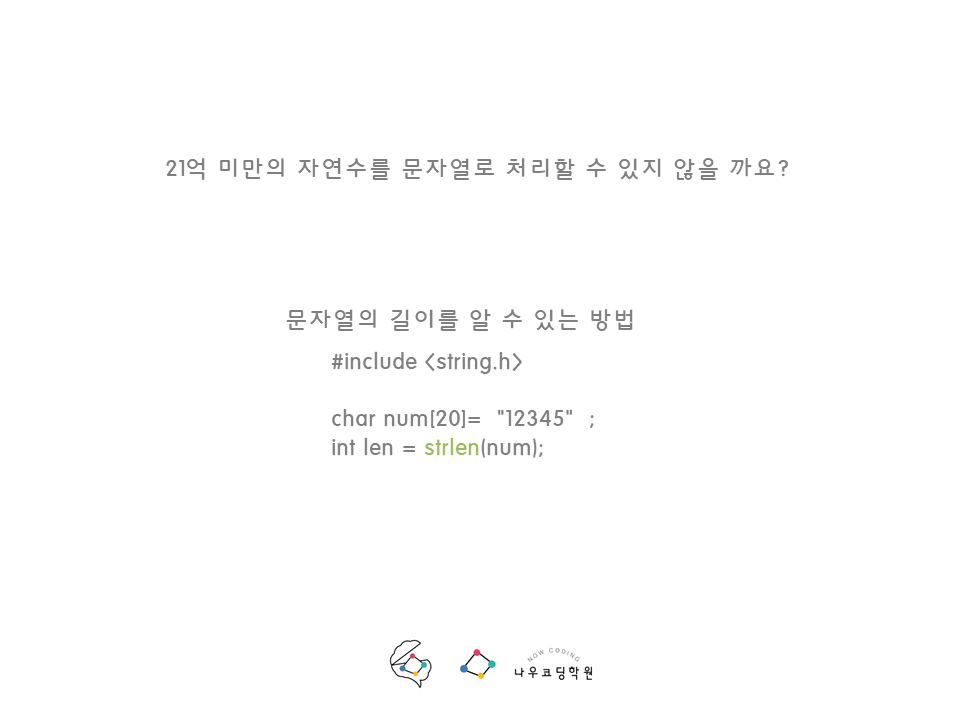 21억 미만의 자연수를 문자열로 처리할 수 있지 않을 까요?
문자열의 길이를 알 수 있는 방법
#include <string.h>
char num[20]= "12345" ;
int len = strlen(num);
NOW CODING
나우코딩학원